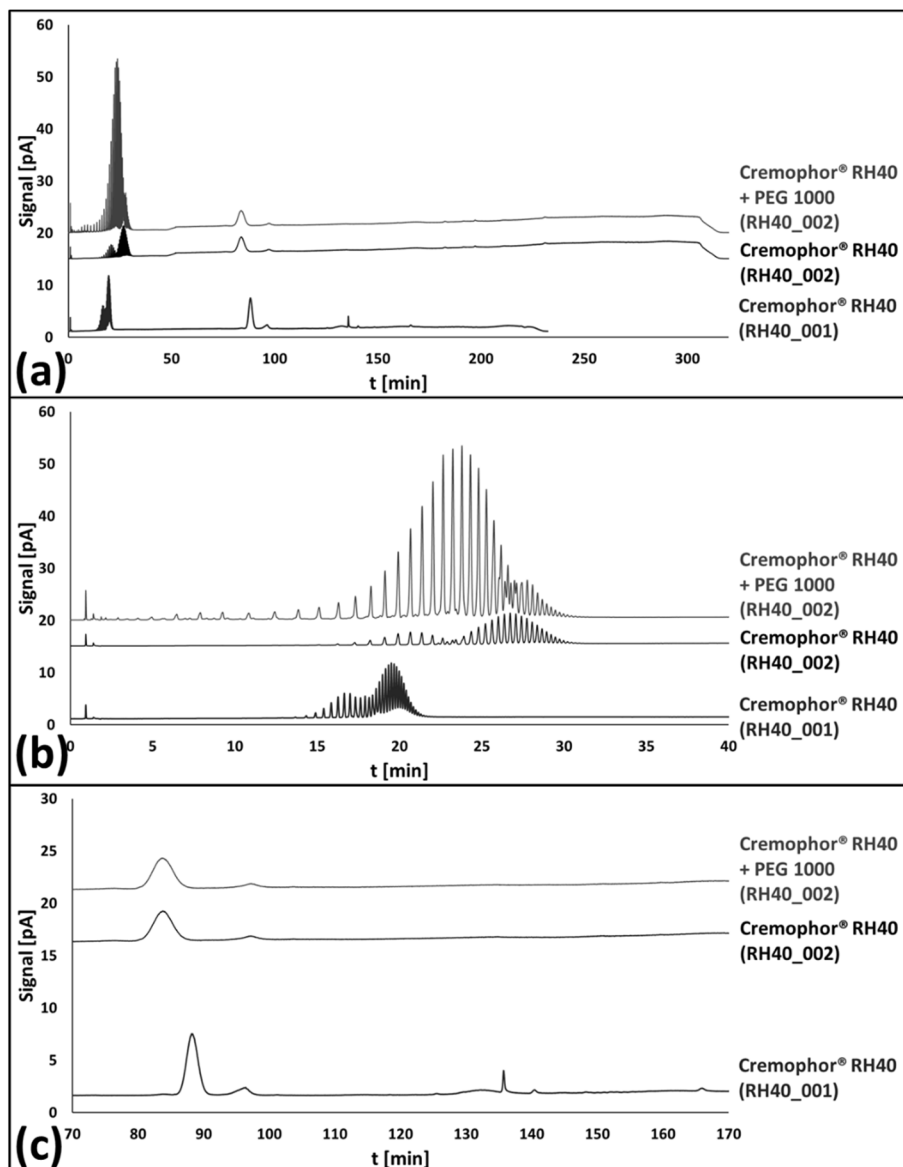 60
50
40
30
20
10
0
Signal [pA]
Cremophor® RH40
+ PEG 1000
(RH40_002)
Cremophor® RH40
(RH40_002)
Cremophor® RH40
(RH40_001)
0 50 100 150 200 250 300
t [min]
(a)
60
50
40
30
20
10
0
Signal [pA]
Cremophor® RH40
+ PEG 1000
(RH40_002)
Cremophor® RH40
(RH40_002)
Cremophor® RH40
(RH40_001)
0 5 10 15 20 25 30 35 40
t [min]
(b)
30
25
20
15
10
5
0
Signal [pA]
Cremophor® RH40
+ PEG 1000
(RH40_002)
Cremophor® RH40
(RH40_002)
Cremophor® RH40
(RH40_001)
70 80 90 100 110 120 130 140 150 160 170
t [min]
(c)